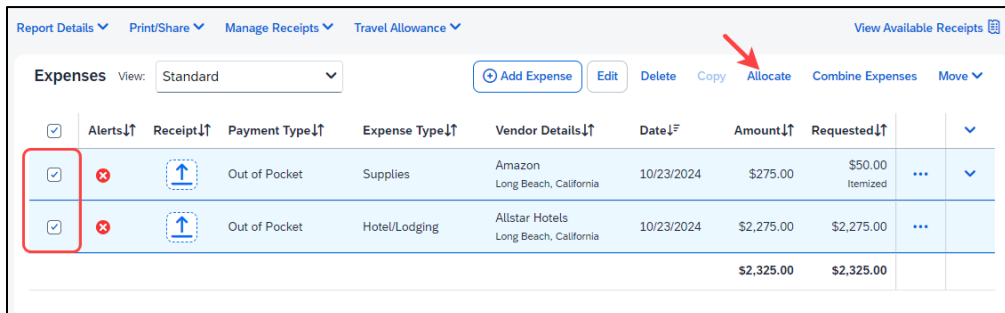 Report Details Print/Share Manage Receipts Travel Allowance View Available Receipts
Expenses View: Standard Add Expense Edit Delete Copy Allocate Combine Expenses Move
Alerts Receipt Payment Type Expense Type Vendor Details Date Amount Requested
Out of Pocket Supplies Amazon 10/23/2024 $275.00 $50.00
Long Beach, California Itemized
Out of Pocket Hotel/Lodging Allstar Hotels 10/23/2024 $2,275.00 $2,275.00
Long Beach, California
$2,325.00 $2,325.00